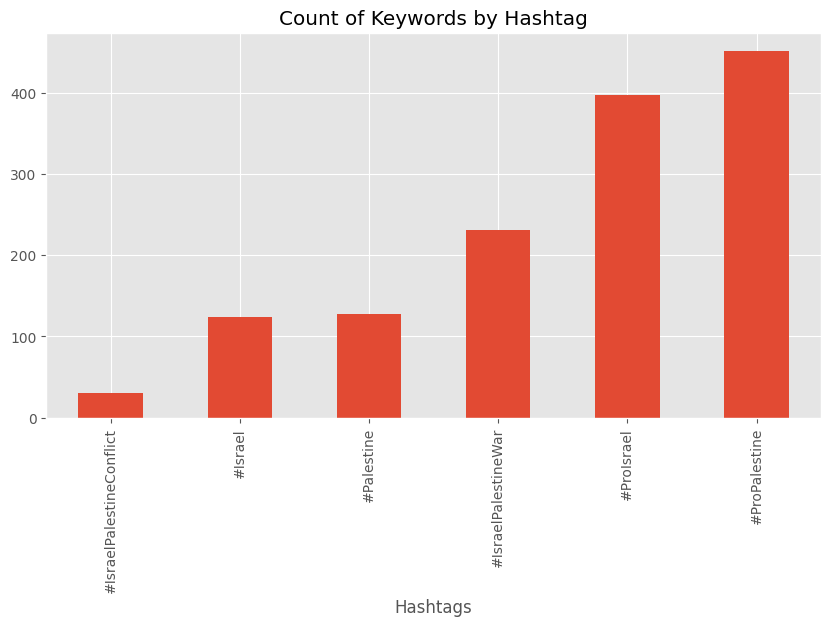 Count of Keywords by Hashtag
400
300
200
100
0
#IsraelPalestineConflict
#Israel
#Palestine
#IsraelPalestineWar
#ProIsrael
#ProPalestine
Hashtags